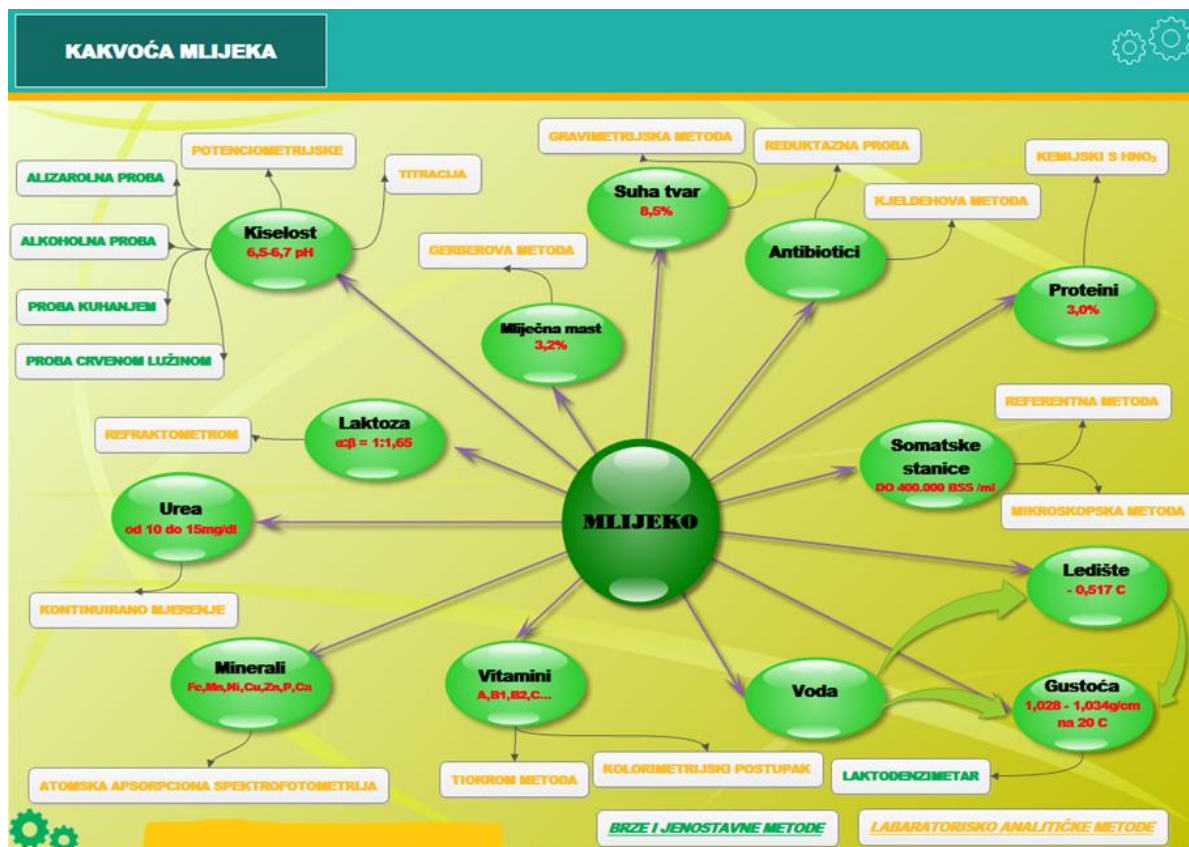 KAKVOĆA MLIJEKA
POTENCIOMETRIJSKE
ALIZAROLNA PROBA
TITRACIJA
ALKOHOLNA PROBA
Kiselost
6,5-6,7 pH
PROBA KUHANJEM
PROBA CRVENOM LUŽINOM
GRAVIMETRIJSKA METODA
Suha tvar
8,5%
GERBEROVA METODA
Mliječna mast
3,2%
REDUKTAZNA PROBA
KJELDEHOVA METODA
Antibiotici
KEMIJSKI S HNO₃
Proteini
3,0%
REFRAKTOMETROM
Laktoza
α:β = 1:1,65
REFERENTNA METODA
Somatske
stanice
DO 400.000 BSS /ml
MIKROSKOPSKA METODA
Urea
od 10 do 15mg/dl
KONTINUIRANO MJERENJE
MLIJEKO
Ledište
- 0,517 C
Minerali
Fe,Mn,Ni,Cu,Zn,P,Ca
Vitamini
A,B1,B2,C...
Voda
Gustoća
1,028 - 1,034g/cm
na 20 C
ATOMSKA APSORPCIONA SPEKTROFOTOMETRIJA
TIOKROM METODA
KOLORIMETRIJSKI POSTUPAK
LAKTODENZIMETAR
BRZE I JENOSTAVNE METODE
LABARATORISKO ANALITIČKE METODE